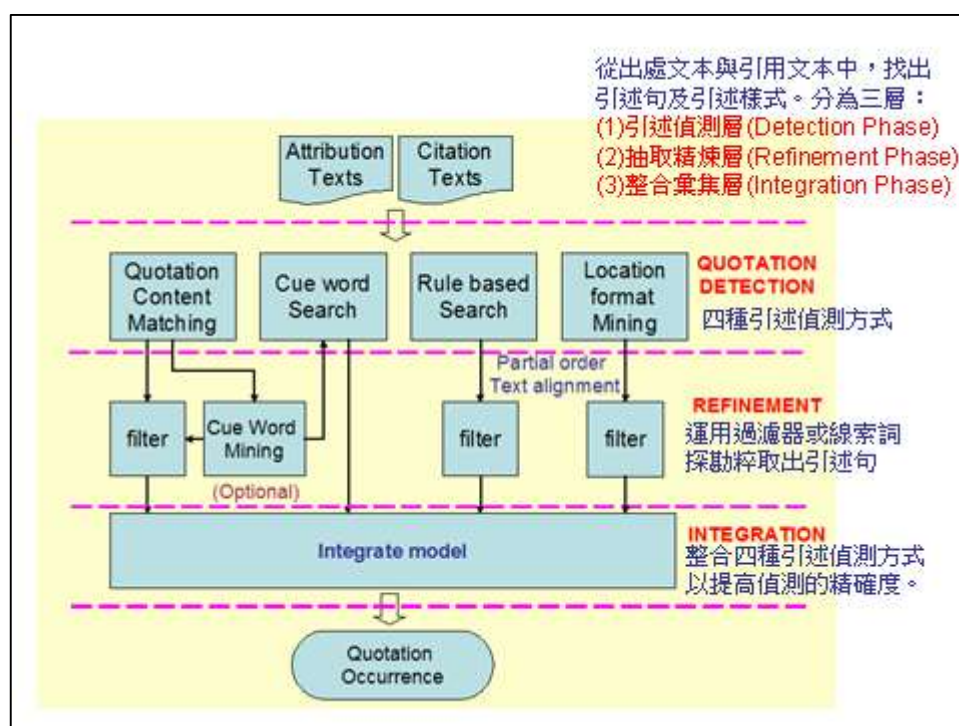 從出處文本與引用文本中，找出
引述句及引述樣式。分為三層：
(1)引述偵測層(Detection Phase)
(2)抽取精煉層(Refinement Phase)
(3)整合彙集層(Integration Phase)
Attribution
Texts
Citation
Texts
Quotation
Content
Matching
Cue word
Search
Rule based
Search
Location
format
Mining
QUOTATION
DETECTION
四種引述偵測方式
Partial order
Text alignment
filter
Cue Word
Mining
(Optional)
filter
filter
REFINEMENT
運用過濾器或線索詞
探勘粹取出引述句
Integrate model
INTEGRATION
整合四種引述偵測方式
以提高偵測的精確度。
Quotation
Occurrence